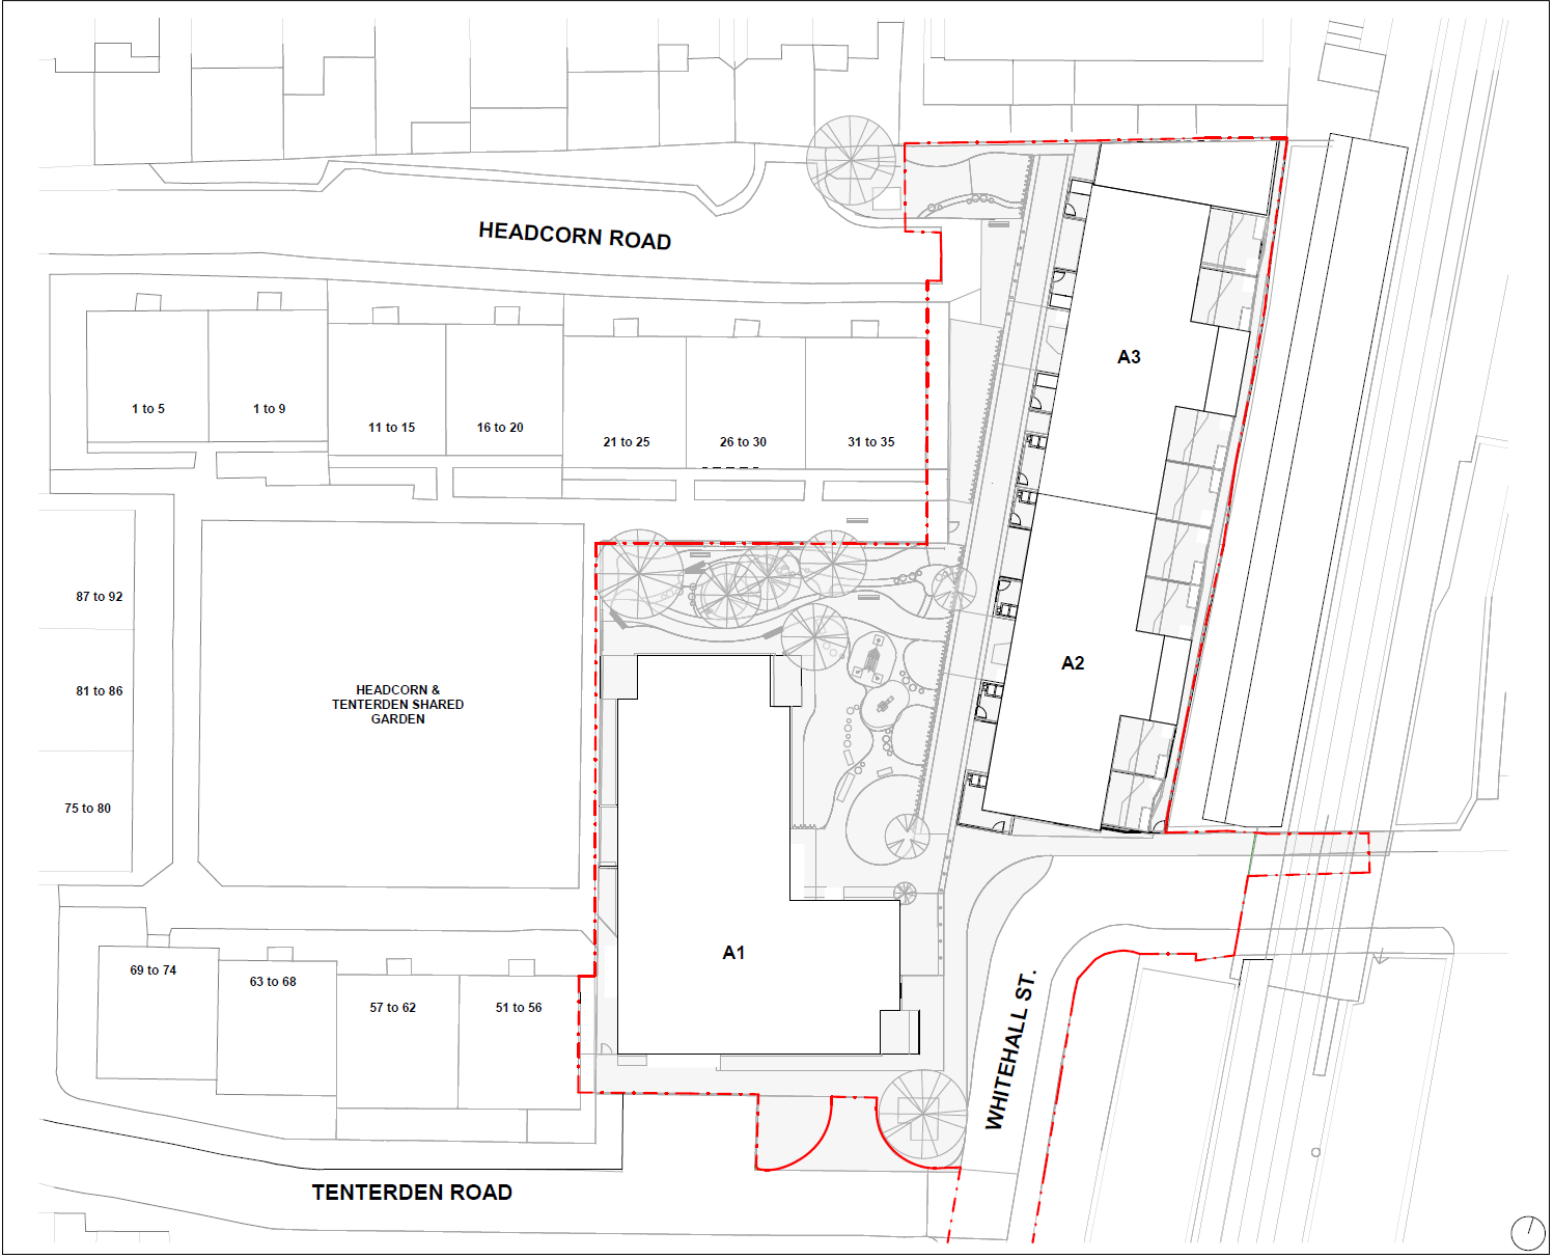 HEADCORN ROAD
A3
1 to 5
1 to 9
11 to 15
16 to 20
21 to 25
26 to 30
31 to 35
87 to 92
81 to 86
75 to 80
HEADCORN &
TENTERDEN SHARED
GARDEN
A2
A1
69 to 74
63 to 68
57 to 62
51 to 56
WHITEHALL ST.
TENTERDEN ROAD